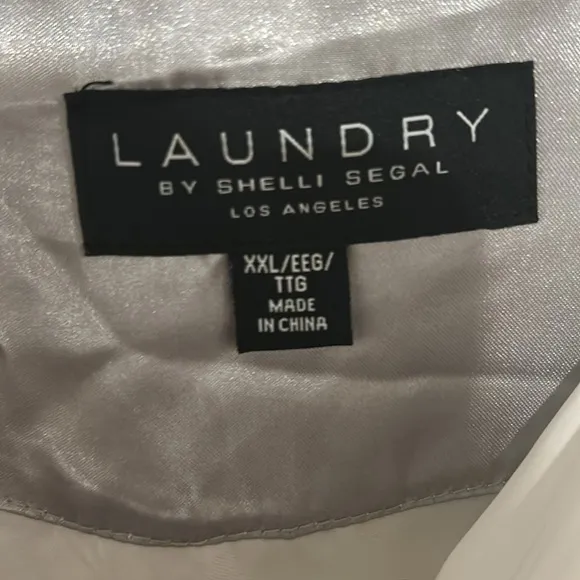 LAUNDRY
BY SHELLI SEGAL
LOS ANGELES
XXL/EEG/
TTG
MADE
IN CHINA